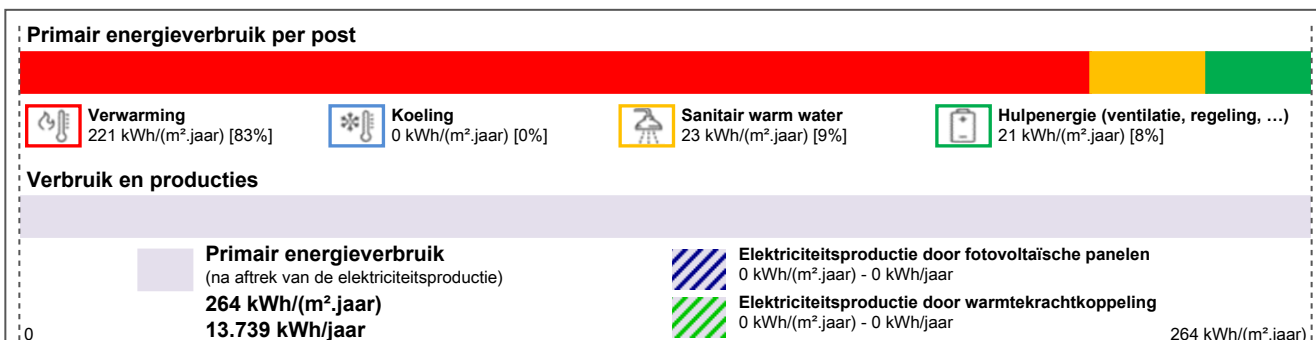 Primair energieverbruik per post
Verwarming
221 kWh/(m².jaar) [83%]
Koeling
0 kWh/(m².jaar) [0%]
Sanitair warm water
23 kWh/(m².jaar) [9%]
Hulpenergie (ventilatie, regeling, …)
21 kWh/(m².jaar) [8%]
Verbruik en producties
Primair energieverbruik
(na aftrek van de elektriciteitsproductie)
264 kWh/(m².jaar)
13.739 kWh/jaar
Elektriciteitsproductie door fotovoltaïsche panelen
0 kWh/(m².jaar) - 0 kWh/jaar
Elektriciteitsproductie door warmtekrachtkoppeling
0 kWh/(m².jaar) - 0 kWh/jaar
0
264 kWh/(m².jaar)